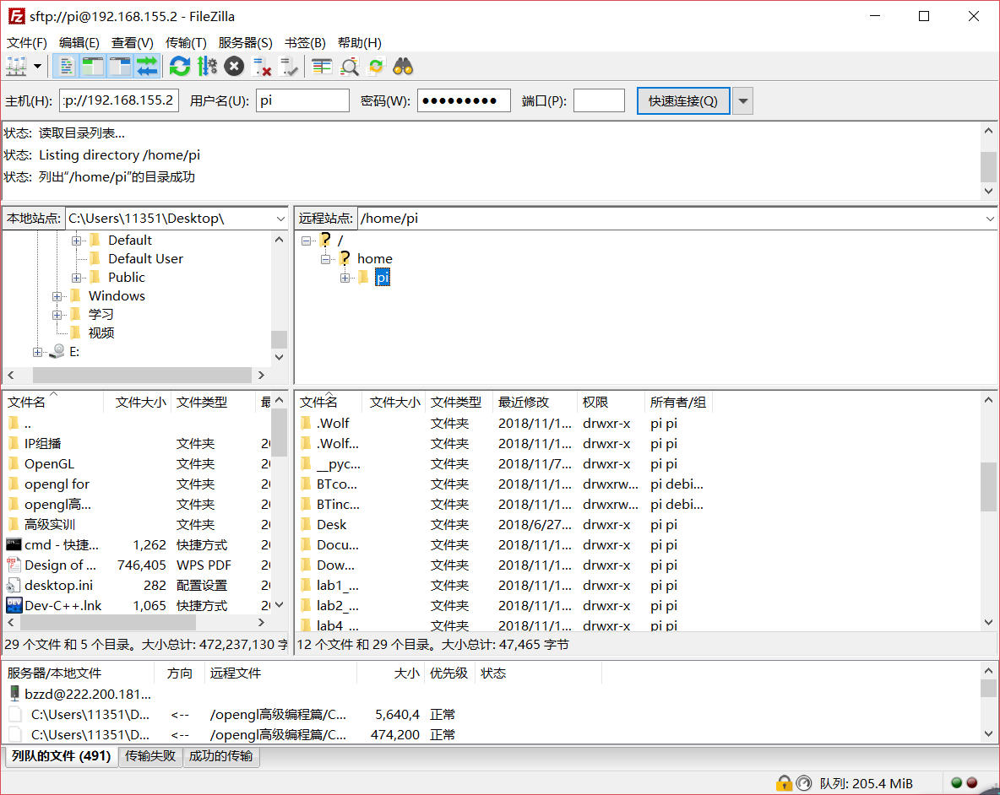 sftp://pi@192.168.155.2 - FileZilla
文件(F) 编辑(E) 查看(V) 传输(T) 服务器(S) 书签(B) 帮助(H)
主机(H): :p://192.168.155.2 用户名(U): pi 密码(W): ●●●●●●●●● 端口(P): 快速连接(Q)
状态: 读取目录列表...
状态: Listing directory /home/pi
状态: 列出“/home/pi”的目录成功
本地站点: C:\Users\11351\Desktop\
Default
Default User
Public
Windows
学习
视频
E:
远程站点: /home/pi
/
home
pi
文件名 文件大小 文件类型 最
..
IP组播 文件夹 20
OpenGL 文件夹 20
opengl for 文件夹 20
opengl高... 文件夹 20
高级实训 文件夹 20
cmd - 快捷... 1,262 快捷方式 20
Design of ... 746,405 WPS PDF 20
desktop.ini 282 配置设置 20
Dev-C++.lnk 1,065 快捷方式 20
29 个文件 和 5 个目录。大小总计: 472,237,130 字
文件名 文件大小 文件类型 最近修改 权限 所有者/组
.Wolf 文件夹 2018/11/1... drwxr-x pi pi
.Wolf... 文件夹 2018/11/1... drwxr-x pi pi
__pyc... 文件夹 2018/11/7... drwxr-x pi pi
BTco... 文件夹 2018/11/1... drwxrw... pi debi...
BTinc... 文件夹 2018/11/1... drwxrw... pi debi...
Desk 文件夹 2018/6/27... drwxr-x pi pi
Docu... 文件夹 2018/11/1... drwxr-x pi pi
Dow... 文件夹 2018/11/1... drwxr-x pi pi
lab1_... 文件夹 2018/11/1... drwxr-x pi pi
lab2_... 文件夹 2018/11/1... drwxr-x pi pi
lab4_... 文件夹 2018/11/1... drwxr-x pi pi
12 个文件 和 29 个目录。大小总计: 47,465 字节
服务器/本地文件 方向 远程文件 大小 优先级 状态
bzzd@222.200.181...
C:\Users\11351\D... <-- /opengl高级编程篇/C... 5,640,4 正常
C:\Users\11351\D... <-- /opengl高级编程篇/C... 474,200 正常
列队的文件 (491) 传输失败 成功的传输
队列: 205.4 MiB